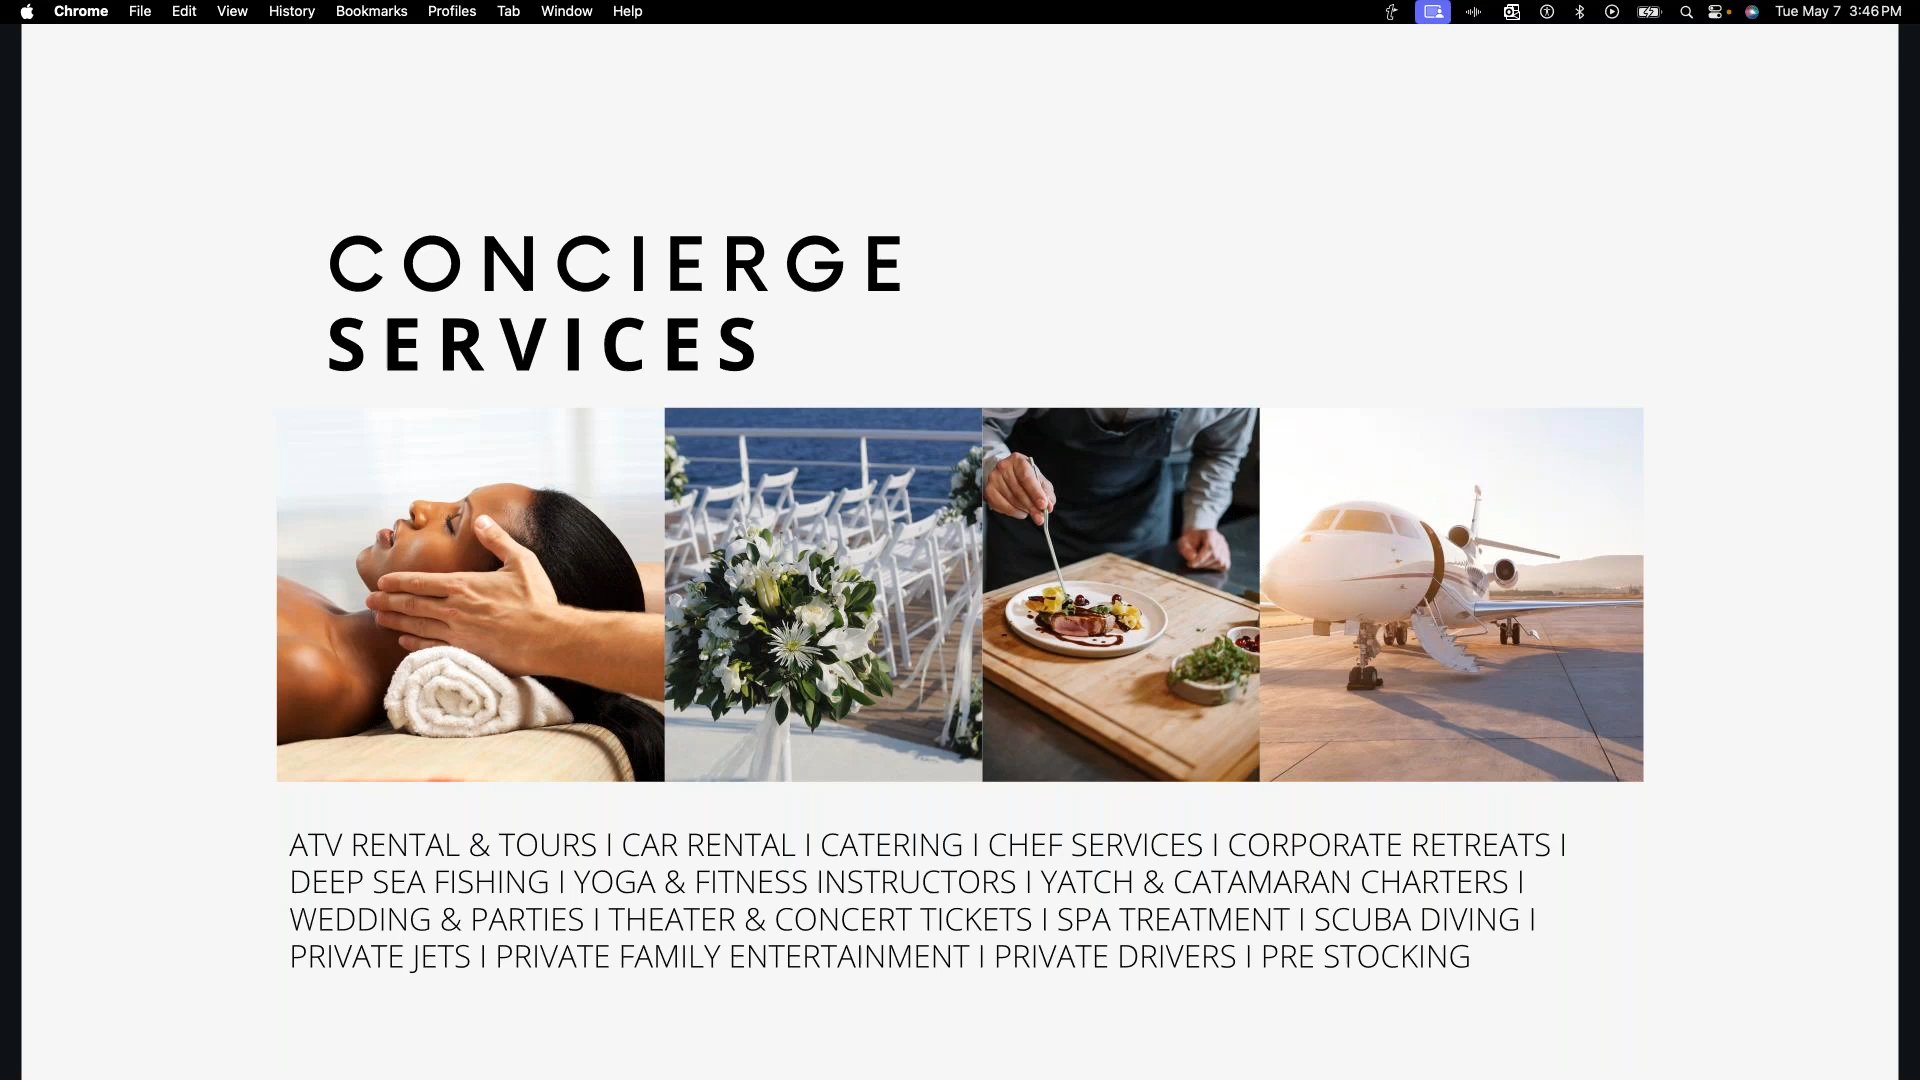 Chrome File Edit View History Bookmarks Profiles Tab Window Help Tue May 7 3:46 PM
CONCIERGE
SERVICES
ATV RENTAL & TOURS I CAR RENTAL I CATERING I CHEF SERVICES I CORPORATE RETREATS I
DEEP SEA FISHING I YOGA & FITNESS INSTRUCTORS I YATCH & CATAMARAN CHARTERS I
WEDDING & PARTIES I THEATER & CONCERT TICKETS I SPA TREATMENT I SCUBA DIVING I
PRIVATE JETS I PRIVATE FAMILY ENTERTAINMENT I PRIVATE DRIVERS I PRE STOCKING